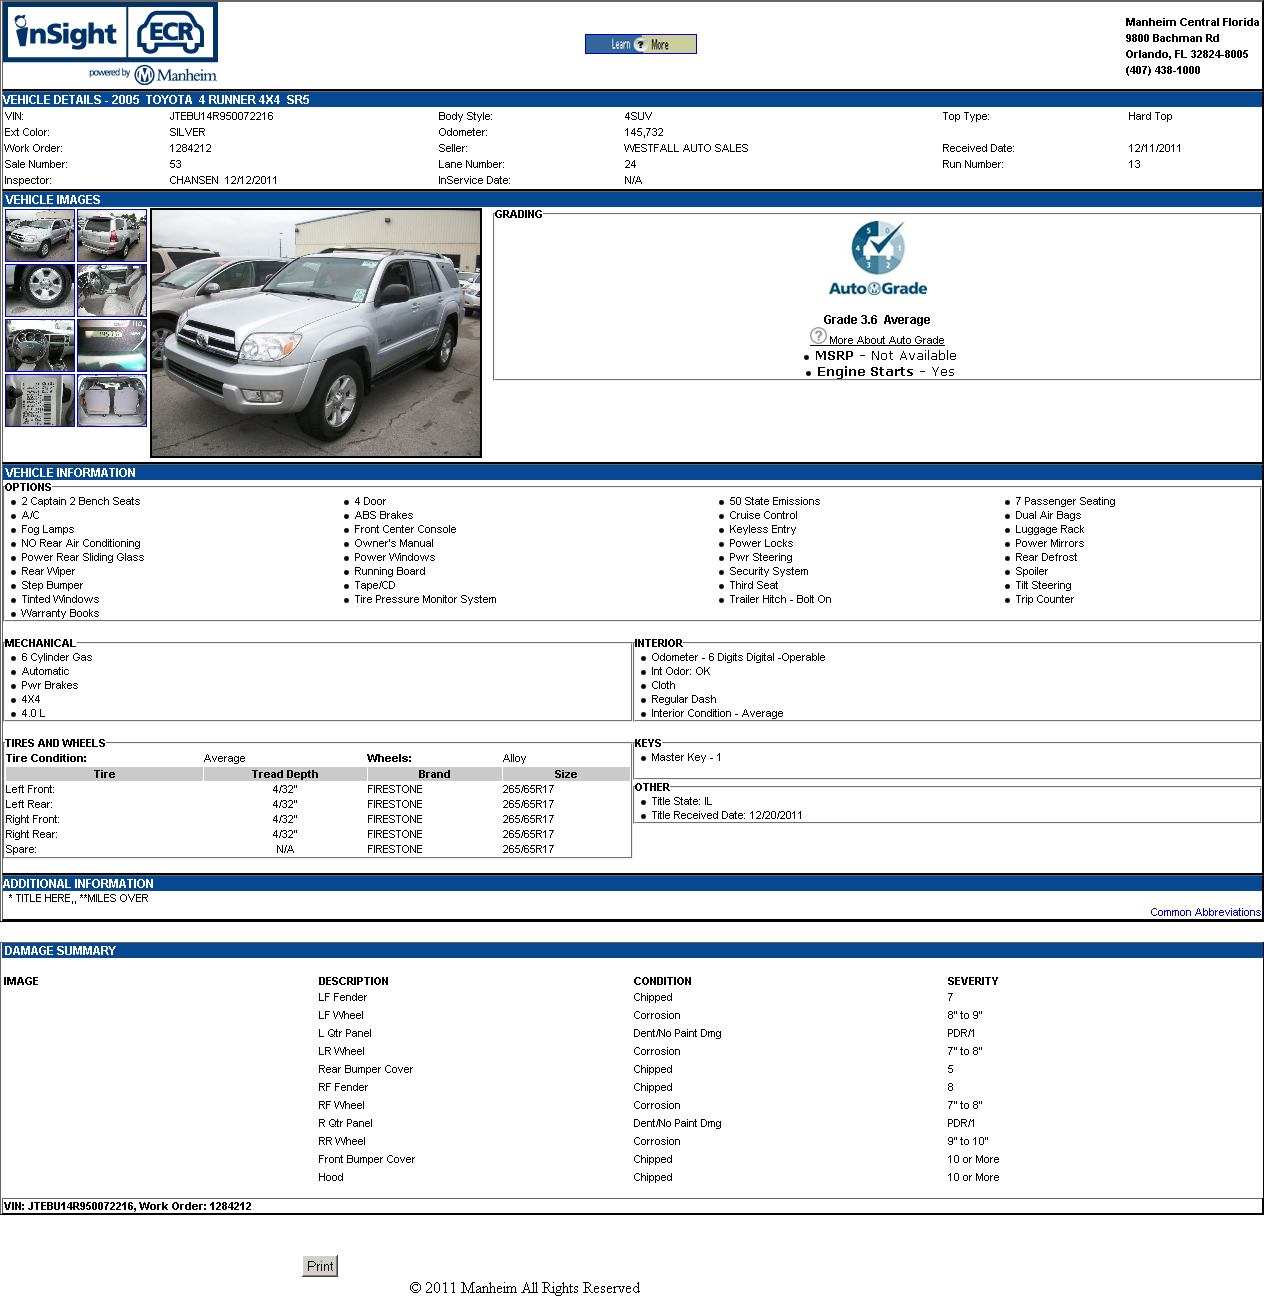 inSight ECR
powered by Manheim
Learn ? More
Manheim Central Florida
9800 Bachman Rd
Orlando, FL 32824-8005
(407) 438-1000
VEHICLE DETAILS - 2005 TOYOTA 4 RUNNER 4X4 SR5
VIN: JTEBU14R950072216 Body Style: 4SUV Top Type: Hard Top
Ext Color: SILVER Odometer: 145,732
Work Order: 1284212 Seller: WESTFALL AUTO SALES Received Date: 12/11/2011
Sale Number: 53 Lane Number: 24 Run Number: 13
Inspector: CHANSEN 12/12/2011 InService Date: N/A
VEHICLE IMAGES
GRADING
5 0 4 1 3 2
AutoGrade
Grade 3.6 Average
? More About Auto Grade
• MSRP - Not Available
• Engine Starts - Yes
VEHICLE INFORMATION
OPTIONS
• 2 Captain 2 Bench Seats • 4 Door • 50 State Emissions • 7 Passenger Seating
• A/C • ABS Brakes • Cruise Control • Dual Air Bags
• Fog Lamps • Front Center Console • Keyless Entry • Luggage Rack
• NO Rear Air Conditioning • Owner's Manual • Power Locks • Power Mirrors
• Power Rear Sliding Glass • Power Windows • Pwr Steering • Rear Defrost
• Rear Wiper • Running Board • Security System • Spoiler
• Step Bumper • Tape/CD • Third Seat • Tilt Steering
• Tinted Windows • Tire Pressure Monitor System • Trailer Hitch - Bolt On • Trip Counter
• Warranty Books
MECHANICAL
• 6 Cylinder Gas
• Automatic
• Pwr Brakes
• 4X4
• 4.0 L
INTERIOR
• Odometer - 6 Digits Digital -Operable
• Int Odor: OK
• Cloth
• Regular Dash
• Interior Condition - Average
TIRES AND WHEELS
Tire Condition: Average Wheels: Alloy
Tire Tread Depth Brand Size
Left Front: 4/32" FIRESTONE 265/65R17
Left Rear: 4/32" FIRESTONE 265/65R17
Right Front: 4/32" FIRESTONE 265/65R17
Right Rear: 4/32" FIRESTONE 265/65R17
Spare: N/A FIRESTONE 265/65R17
KEYS
• Master Key - 1
OTHER
• Title State: IL
• Title Received Date: 12/20/2011
ADDITIONAL INFORMATION
* TITLE HERE,, **MILES OVER
Common Abbreviations
DAMAGE SUMMARY
IMAGE DESCRIPTION CONDITION SEVERITY
LF Fender Chipped 7
LF Wheel Corrosion 8" to 9"
L Qtr Panel Dent/No Paint Dmg PDR/1
LR Wheel Corrosion 7" to 8"
Rear Bumper Cover Chipped 5
RF Fender Chipped 8
RF Wheel Corrosion 7" to 8"
R Qtr Panel Dent/No Paint Dmg PDR/1
RR Wheel Corrosion 9" to 10"
Front Bumper Cover Chipped 10 or More
Hood Chipped 10 or More
VIN: JTEBU14R950072216, Work Order: 1284212
Print
© 2011 Manheim All Rights Reserved